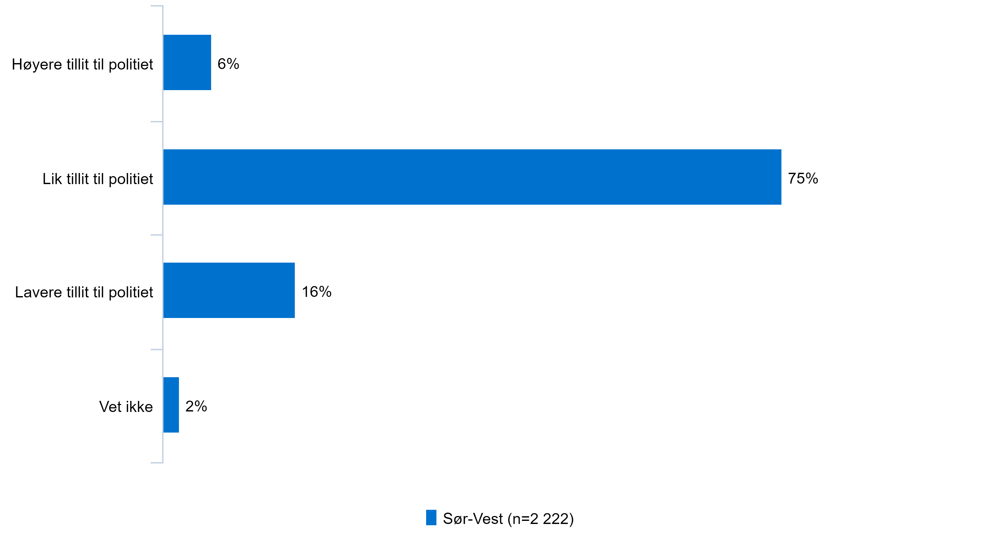 Høyere tillit til politiet 6%
Lik tillit til politiet 75%
Lavere tillit til politiet 16%
Vet ikke 2%
Sør-Vest (n=2 222)